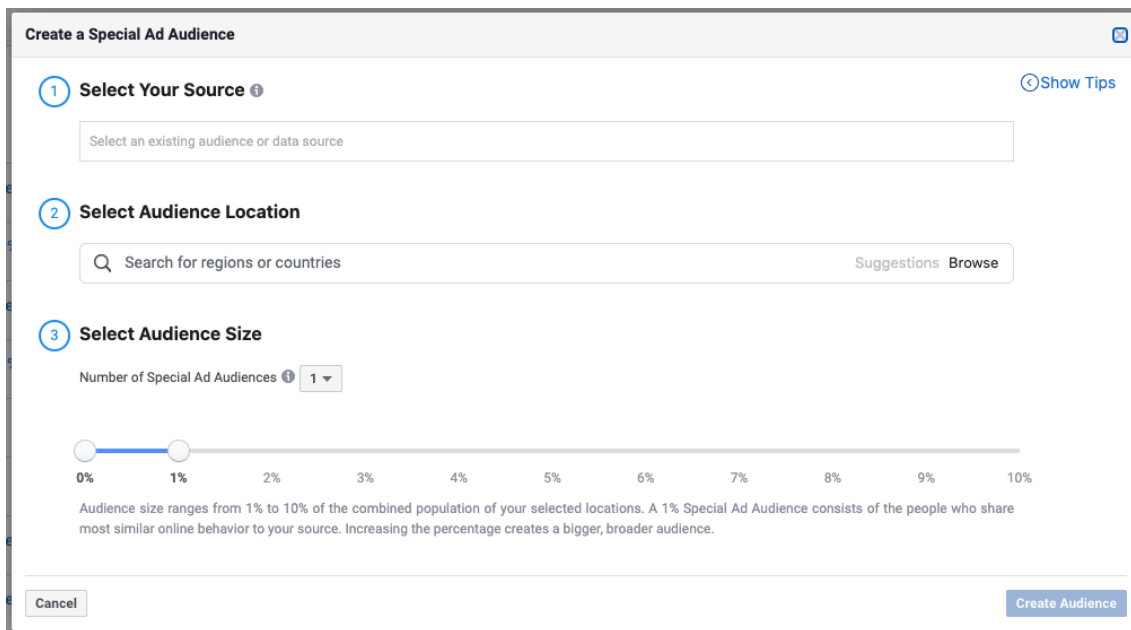 Create a Special Ad Audience
1 Select Your Source
Show Tips
Select an existing audience or data source
2 Select Audience Location
Search for regions or countries Suggestions Browse
3 Select Audience Size
Number of Special Ad Audiences 1
0% 1% 2% 3% 4% 5% 6% 7% 8% 9% 10%
Audience size ranges from 1% to 10% of the combined population of your selected locations. A 1% Special Ad Audience consists of the people who share
most similar online behavior to your source. Increasing the percentage creates a bigger, broader audience.
Cancel Create Audience